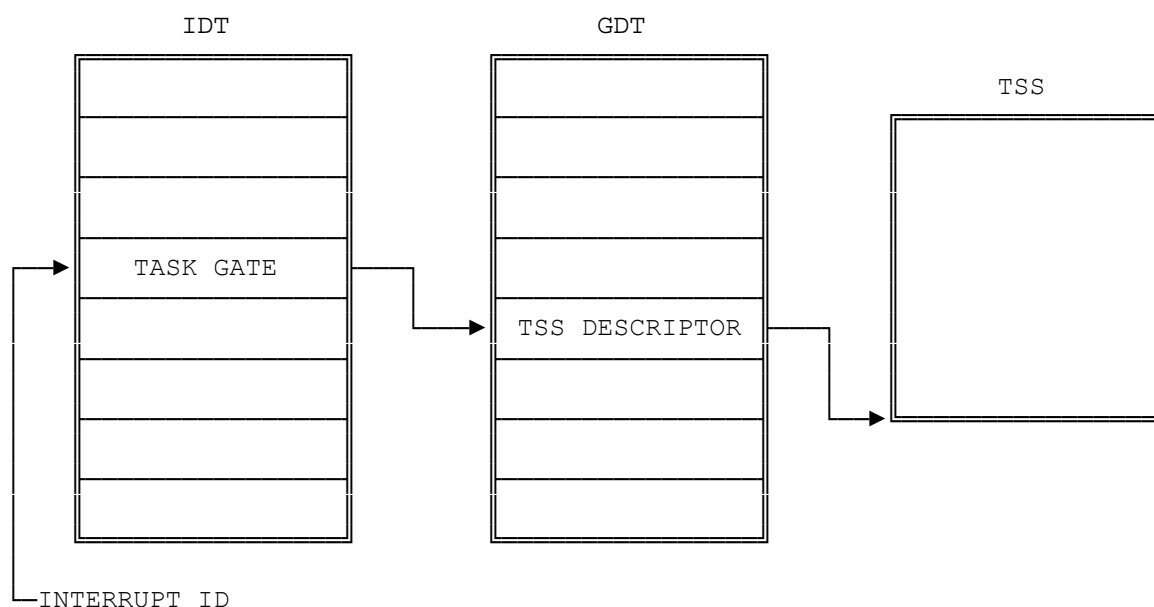 IDT
GDT
TSS
TASK GATE
TSS DESCRIPTOR
INTERRUPT ID